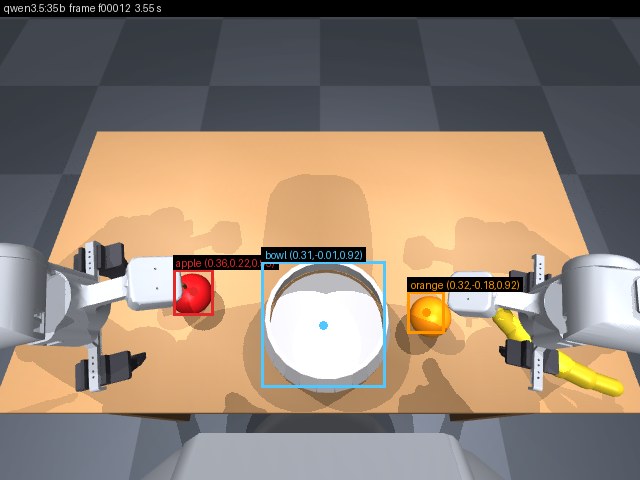 qwen3.5:35b frame f00012 3.55 s
apple (0.36,0.22,0
bowl (0.31,-0.01,0.92)
orange (0.32,-0.18,0.92)